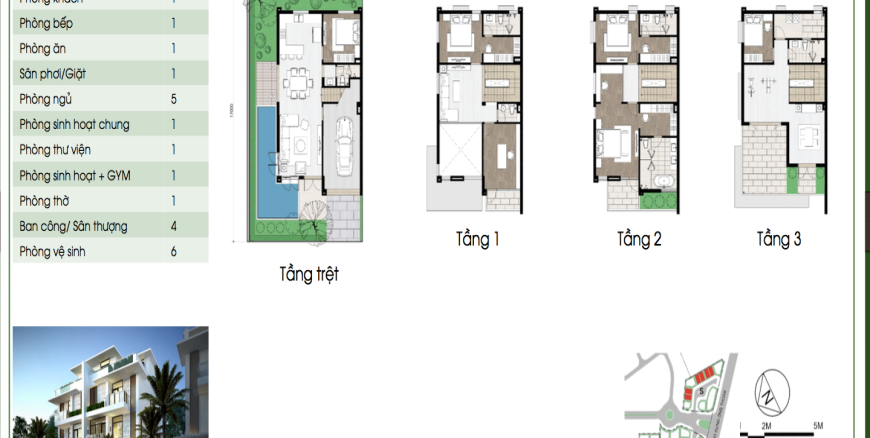 Phòng khách 1
Phòng bếp 1
Phòng ăn 1
Sân phơi/Giặt 1
Phòng ngủ 5
Phòng sinh hoạt chung 1
Phòng thư viện 1
Phòng sinh hoạt + GYM 1
Phòng thờ 1
Ban công/ Sân thượng 4
Phòng vệ sinh 6
Tầng trệt
Tầng 1
Tầng 2
Tầng 3
S
N
2M 5M